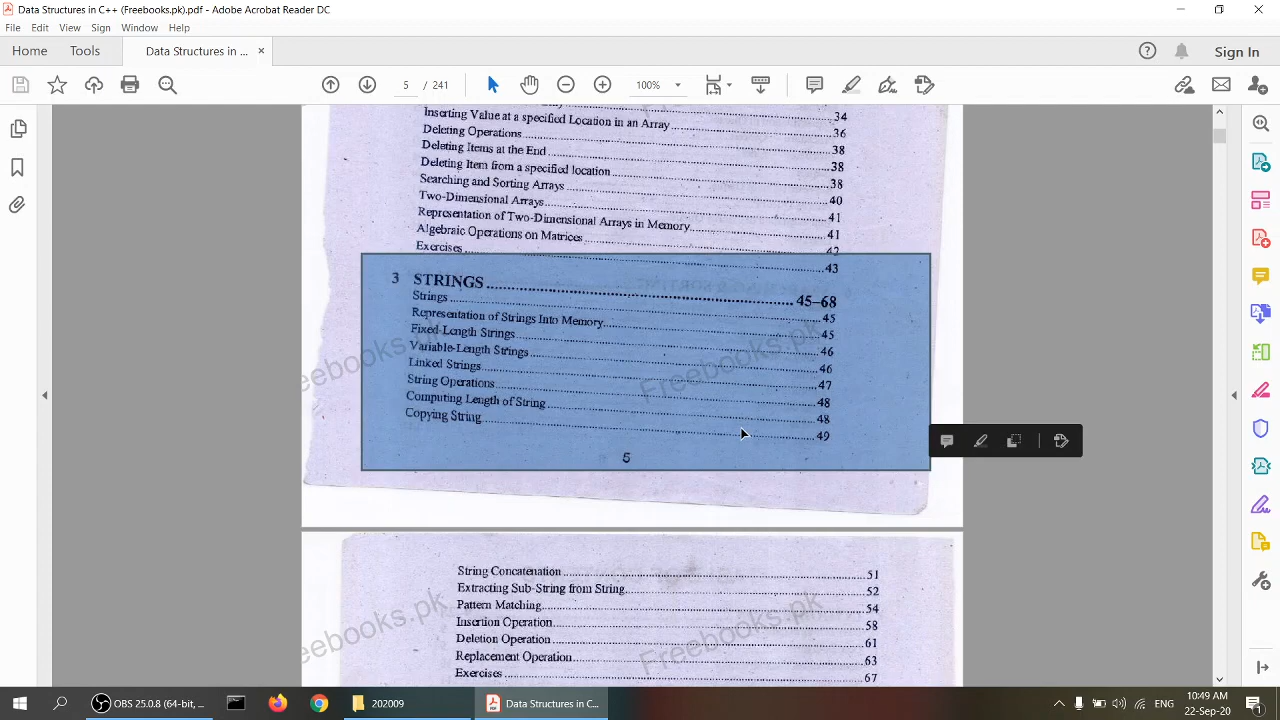 Data Structures in C++ (Freebooks.pk).pdf - Adobe Acrobat Reader DC
File Edit View Sign Window Help
Home Tools Data Structures in ... × Sign In
5 / 241 100%
34
Inserting Value at a specified Location in an Array 36
Deleting Operations 38
Deleting Items at the End 38
Deleting Item from a specified location 38
Searching and Sorting Arrays 40
Two-Dimensional Arrays 41
Representation of Two-Dimensional Arrays in Memory 41
Algebraic Operations on Matrices 42
Exercises 43
3 STRINGS 45–68
Strings 45
Representation of Strings Into Memory 45
Fixed-Length Strings 46
Variable-Length Strings 46
Linked Strings 47
String Operations 48
Computing Length of String 48
Copying String 49
5
Freebooks.pk
String Concatenation 51
Extracting Sub-String from String 52
Pattern Matching 54
Insertion Operation 58
Deletion Operation 61
Replacement Operation 63
Exercises 67
Freebooks.pk
OBS 25.0.8 (64-bit, ... 202009 Data Structures in C... ENG 10:49 AM
22-Sep-20